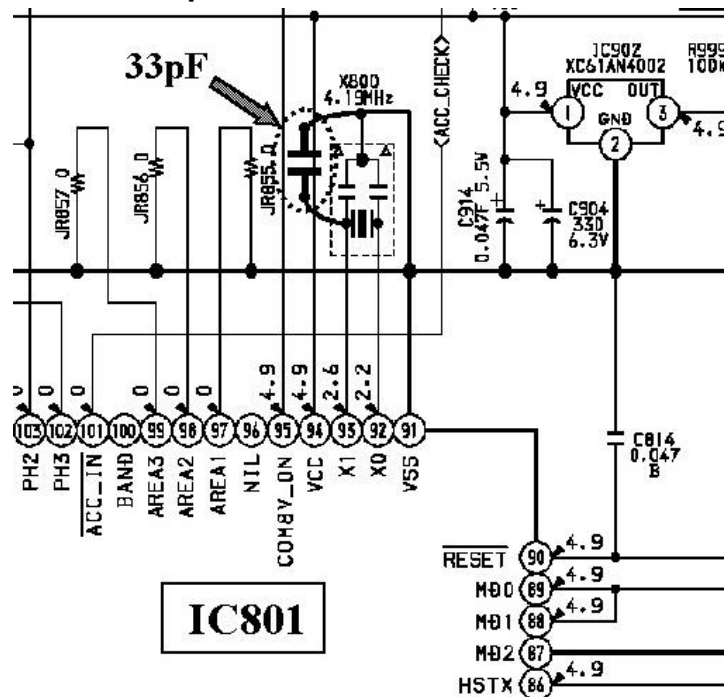 33pF
X800
4.19MHz
<ACC_CHECK>
IC902
XC61AN4002
R999
100K
4.9
VCC OUT
1
3
GND
2
4.9
JR857 0
JR856 0
JR855 0
C914
0.047F 5.5V
+
C904
330
6.3V
+
0
0
0
0
0
4.9
4.9
2.6
2.2
103
102
101
100
99
98
97
96
95
94
93
92
91
PH2
PH3
ACC_IN
BAND
AREA3
AREA2
AREA1
NIL
COM8V_ON
VCC
X1
X0
VSS
C814
0.047
B
RESET 90 4.9
MD0 89 4.9
MD1 88 4.9
MD2 87
HSTX 86 4.9
IC801